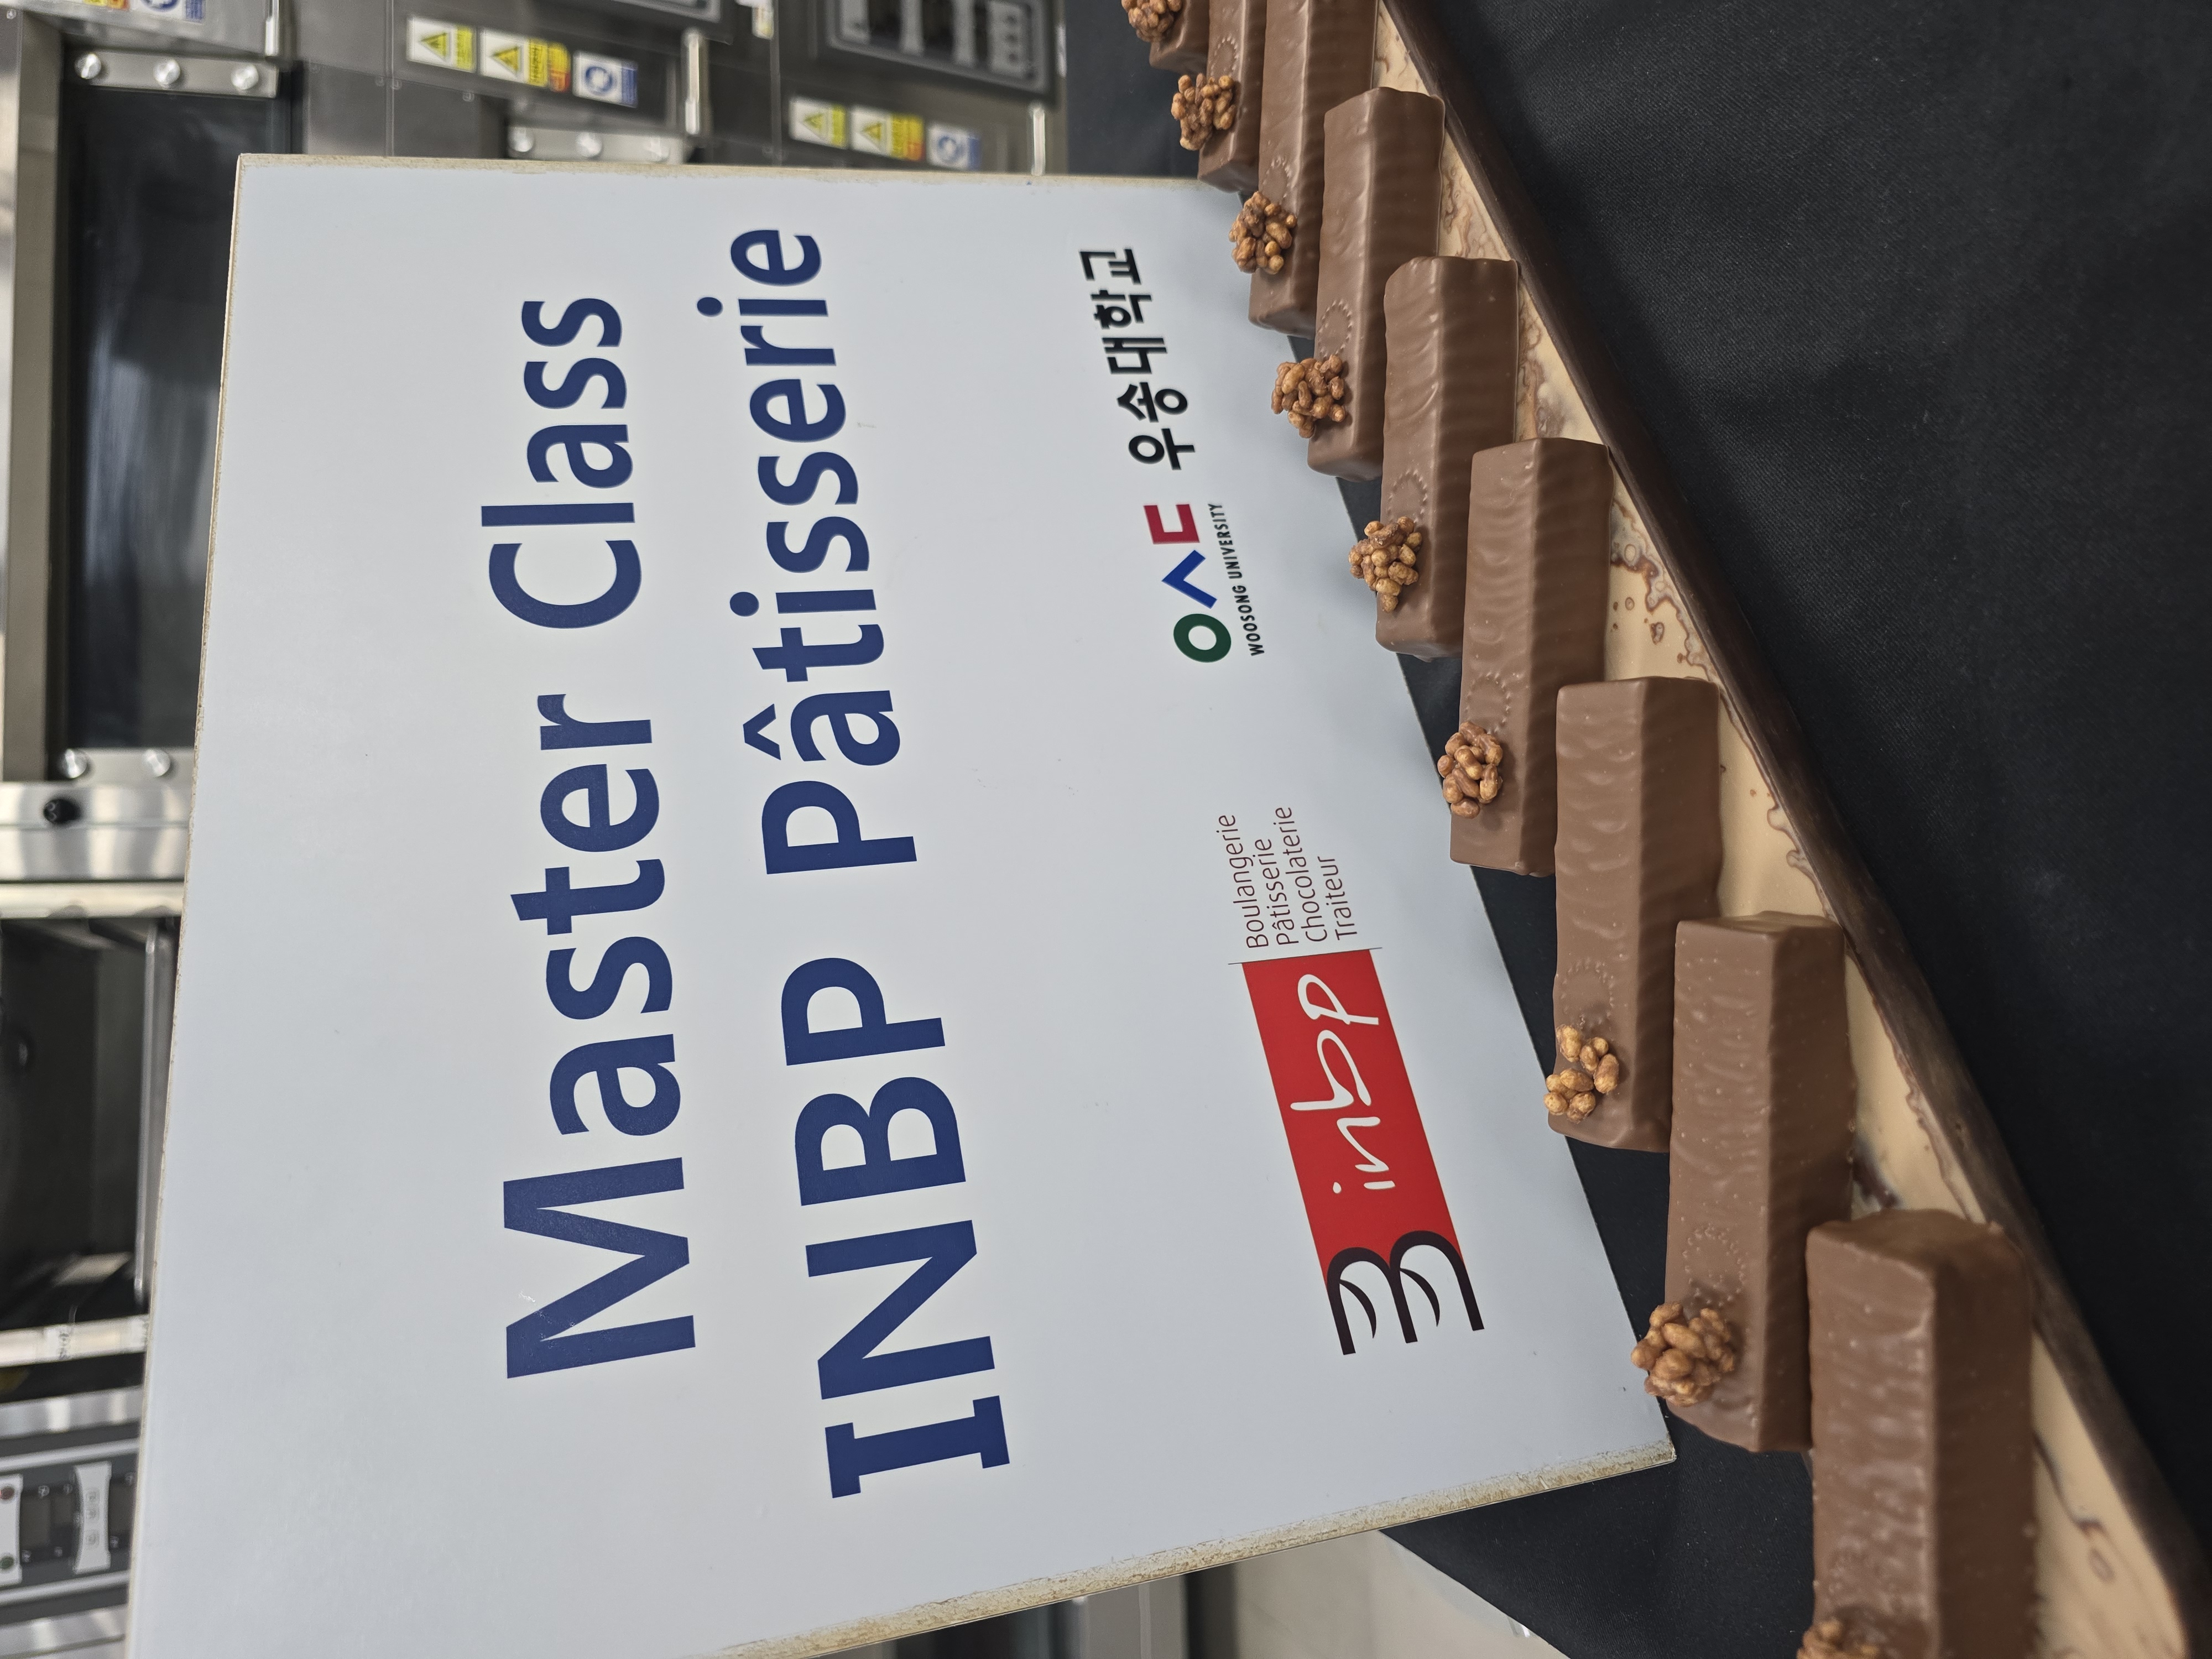 Master Class
INBP Pâtisserie
inbp
Boulangerie
Pâtisserie
Chocolaterie
Traiteur
WOOSONG UNIVERSITY
우송대학교